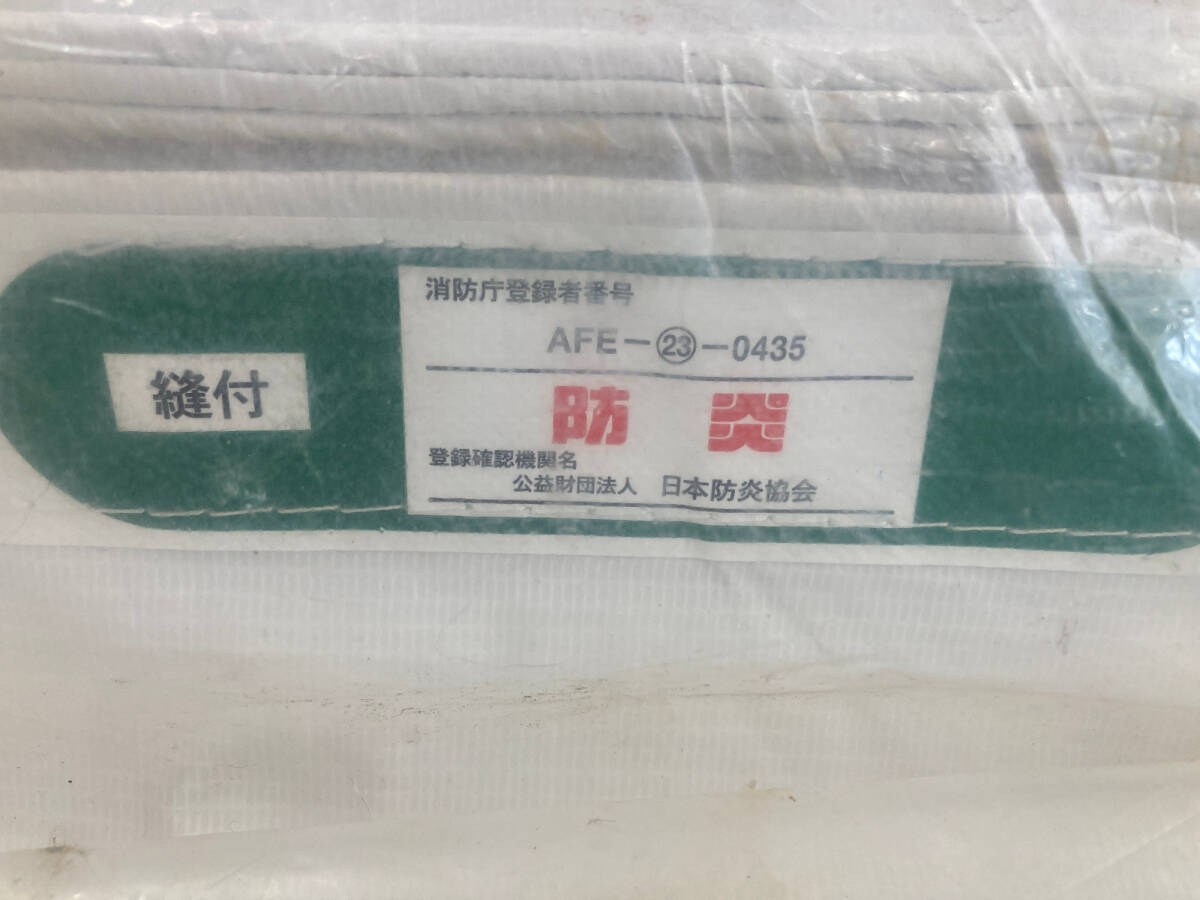 消防庁登録者番号
AFE-㉓-0435
縫付
防炎
登録確認機関名
公益財団法人 日本防炎協会